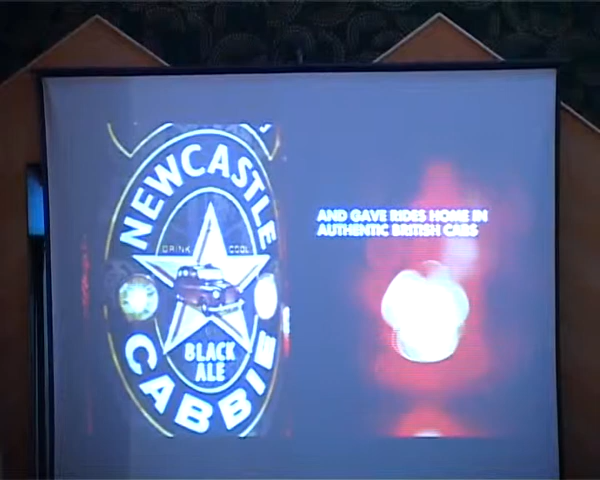 NEWCASTLE
DRINK COOL
BLACK
ALE
CABBIE
AND GAVE RIDES HOME IN
AUTHENTIC BRITISH CABS